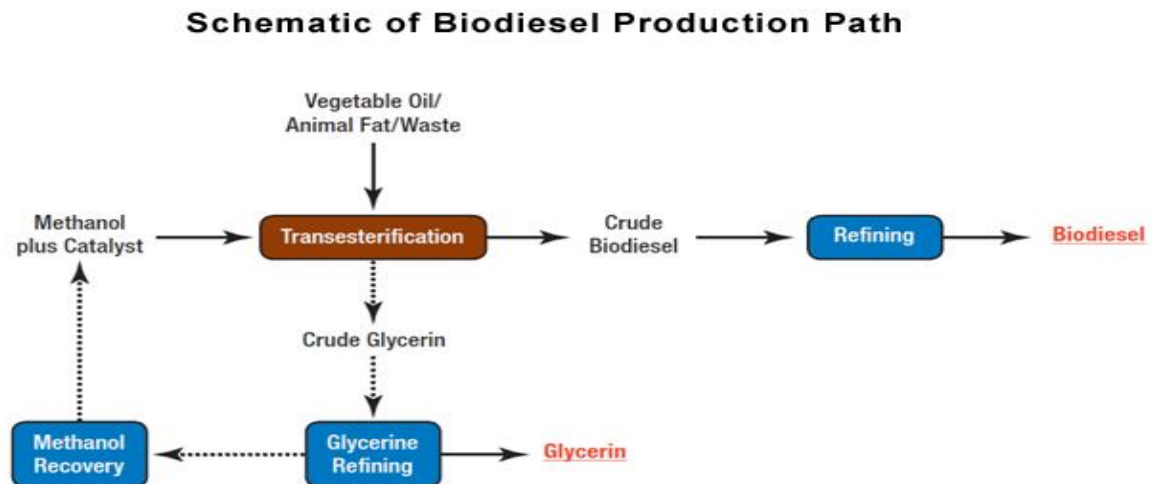 Schematic of Biodiesel Production Path
Vegetable Oil/
Animal Fat/Waste
Methanol
plus Catalyst
Transesterification
Crude
Biodiesel
Refining
Biodiesel
Crude Glycerin
Methanol
Recovery
Glycerine
Refining
Glycerin